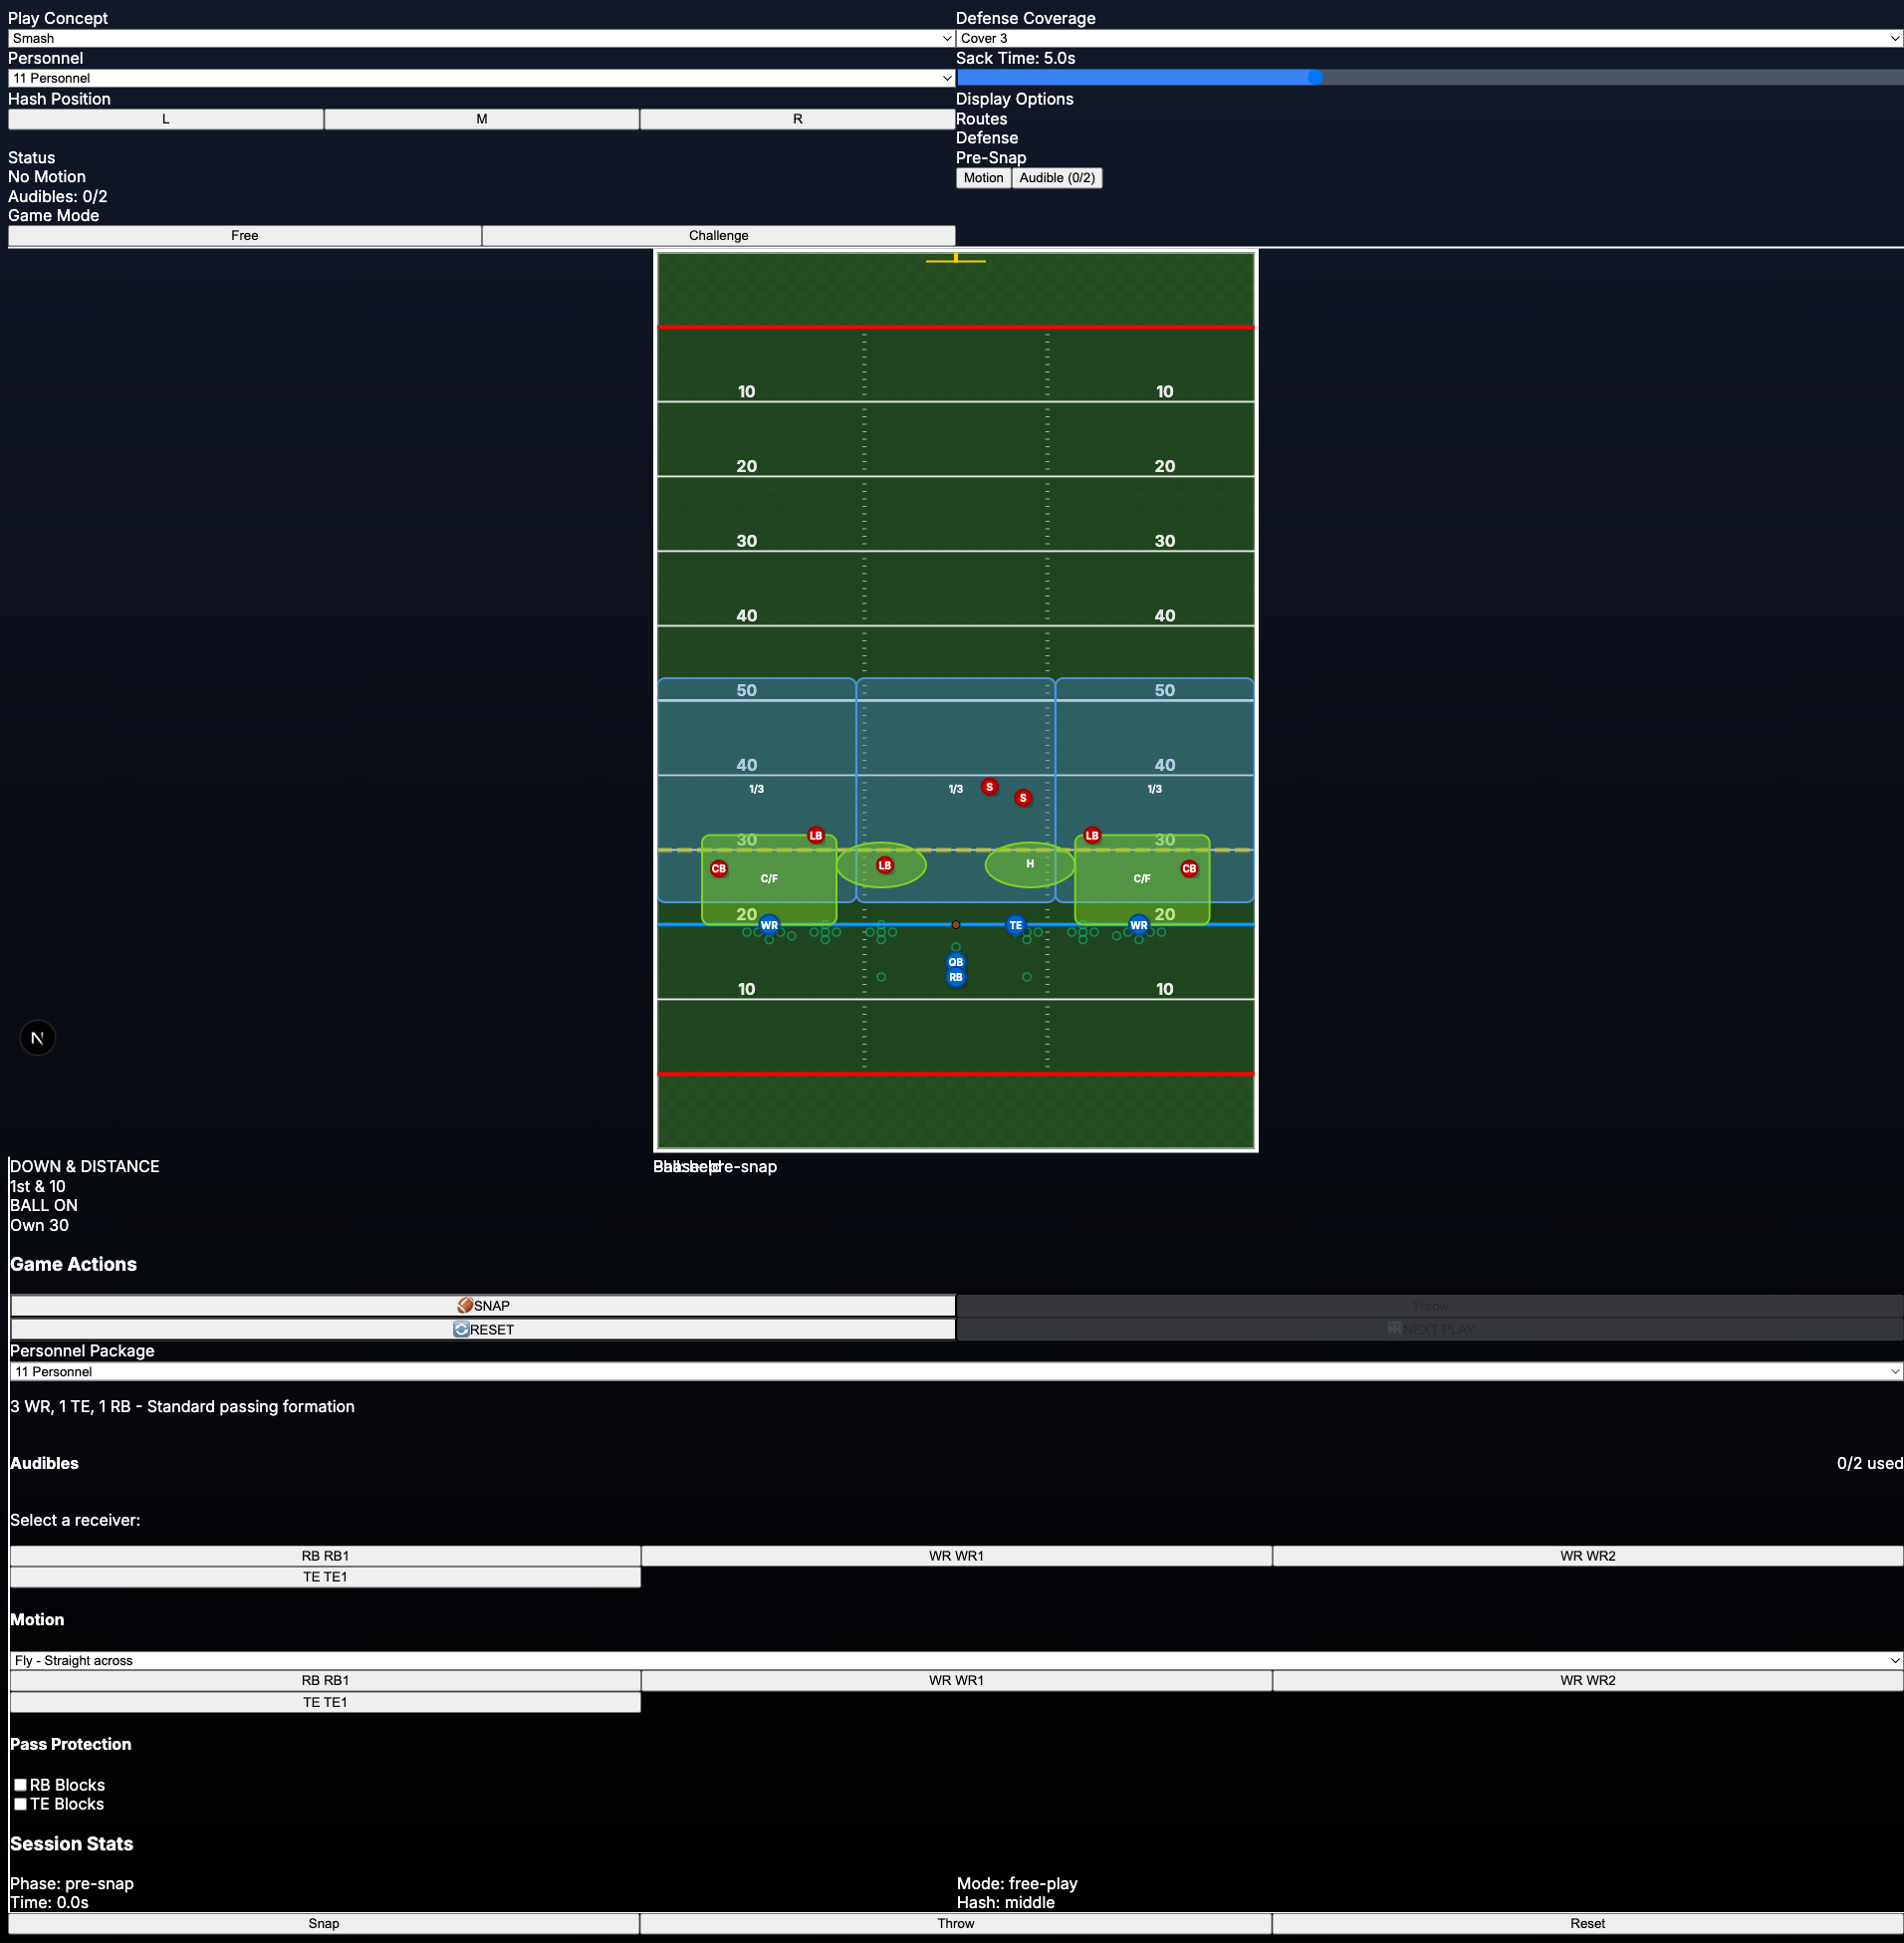 Play Concept
Smash
Personnel
11 Personnel
Hash Position
L M R
Status
No Motion
Audibles: 0/2
Game Mode
Free Challenge
Defense Coverage
Cover 3
Sack Time: 5.0s
Display Options
Routes
Defense
Pre-Snap
Motion Audible (0/2)
10 10
20 20
30 30
40 40
50 50
40 40
1/3 1/3 S 1/3
S
LB LB
30 30
CB LB H CB
C/F C/F
20 20
WR TE WR
QB
RB
10 10
N
DOWN & DISTANCE
1st & 10
BALL ON
Own 30
Phase: pre-snap
Game Actions
🏈SNAP Throw
🔄RESET ⏭NEXT PLAY
Personnel Package
11 Personnel
3 WR, 1 TE, 1 RB - Standard passing formation
Audibles 0/2 used
Select a receiver:
RB RB1 WR WR1 WR WR2
TE TE1
Motion
Fly - Straight across
RB RB1 WR WR1 WR WR2
TE TE1
Pass Protection
RB Blocks
TE Blocks
Session Stats
Phase: pre-snap Mode: free-play
Time: 0.0s Hash: middle
Snap Throw Reset